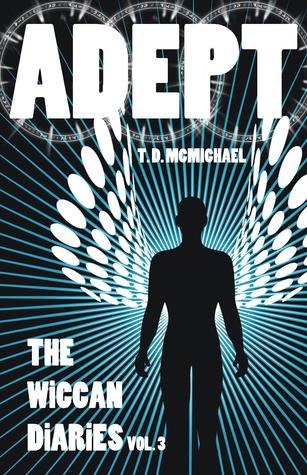 ADEPT
T. D. MCMICHAEL
THE
WiCCAN
DiARiES VOL. 3